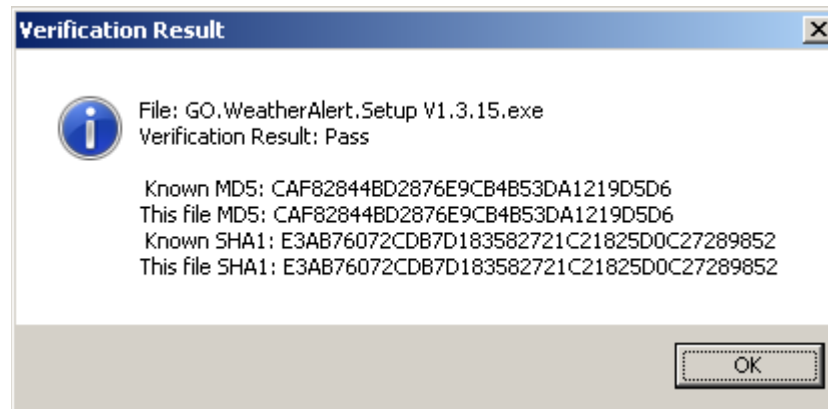 Verification Result
File: GO.WeatherAlert.Setup V1.3.15.exe
Verification Result: Pass
Known MD5: CAF82844BD2876E9CB4B53DA1219D5D6
This file MD5: CAF82844BD2876E9CB4B53DA1219D5D6
Known SHA1: E3AB76072CDB7D183582721C21825D0C27289852
This file SHA1: E3AB76072CDB7D183582721C21825D0C27289852
OK